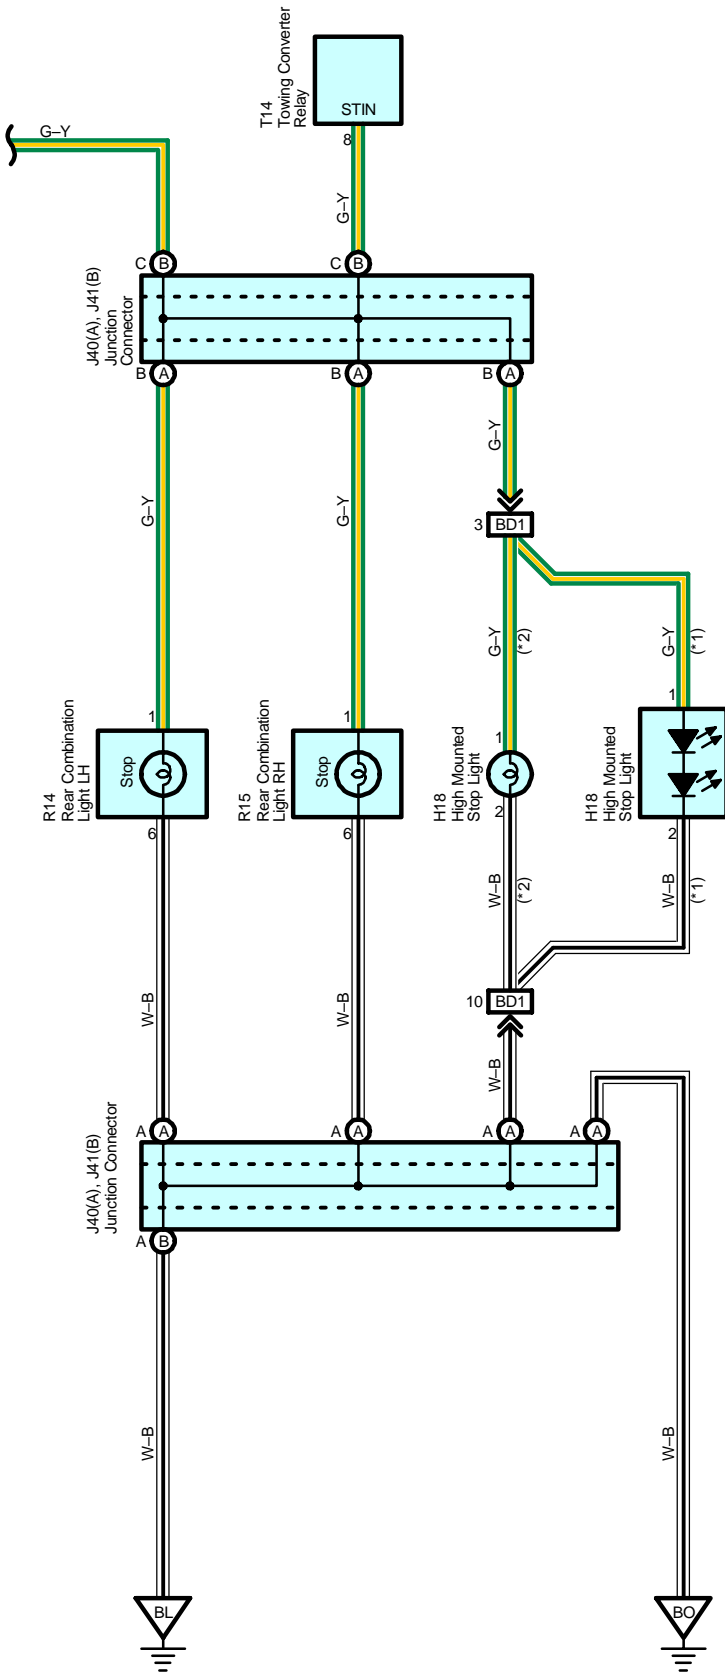 T14
Towing Converter
Relay
STIN
8
G–Y
G–Y
C
B
C
B
J40(A), J41(B)
Junction
Connector
B
A
B
A
B
A
G–Y
G–Y
G–Y
3
BD1
G–Y
(*2)
G–Y
(*1)
1
R14
Rear Combination
Light LH
Stop
6
1
R15
Rear Combination
Light RH
Stop
6
1
H18
High Mounted
Stop Light
2
1
H18
High Mounted
Stop Light
2
W–B
(*2)
W–B
(*1)
W–B
W–B
10
BD1
W–B
J40(A), J41(B)
Junction Connector
A
A
A
A
A
A
A
A
A
B
W–B
W–B
BL
BO